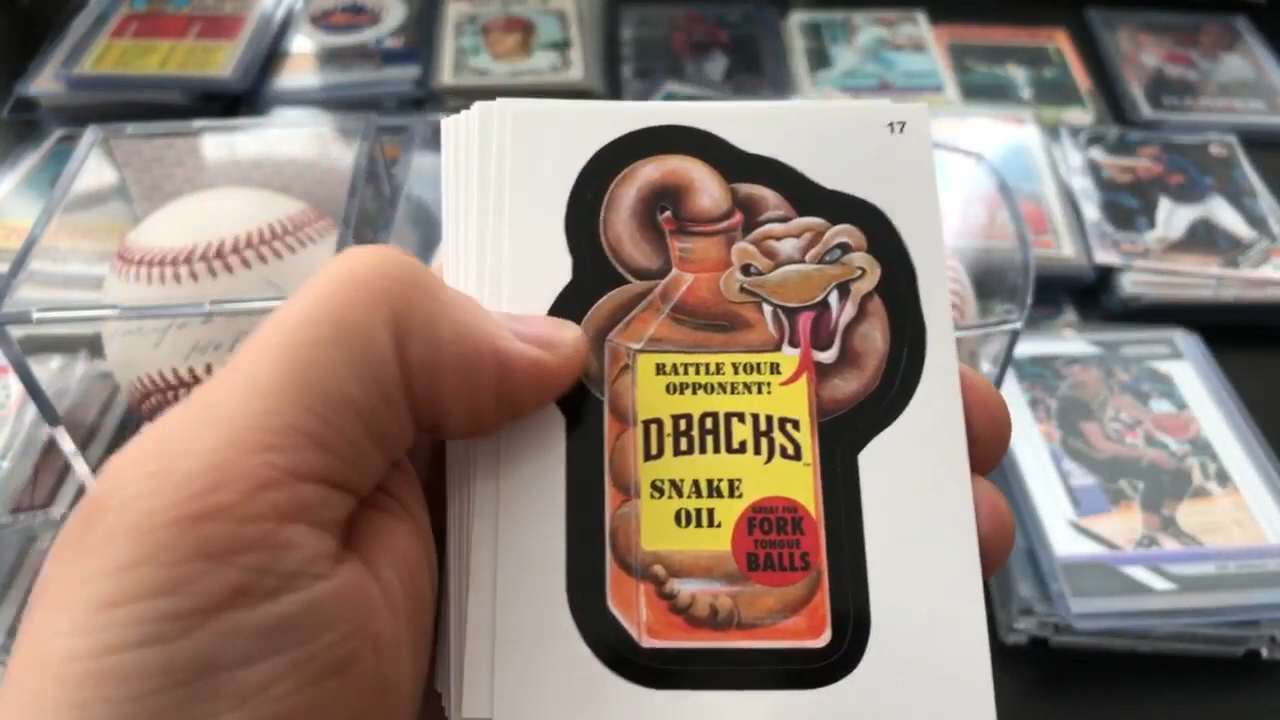 17
RATTLE YOUR
OPPONENT!
D-BACKS
SNAKE
OIL
GREAT FOR
FORK
TONGUE
BALLS